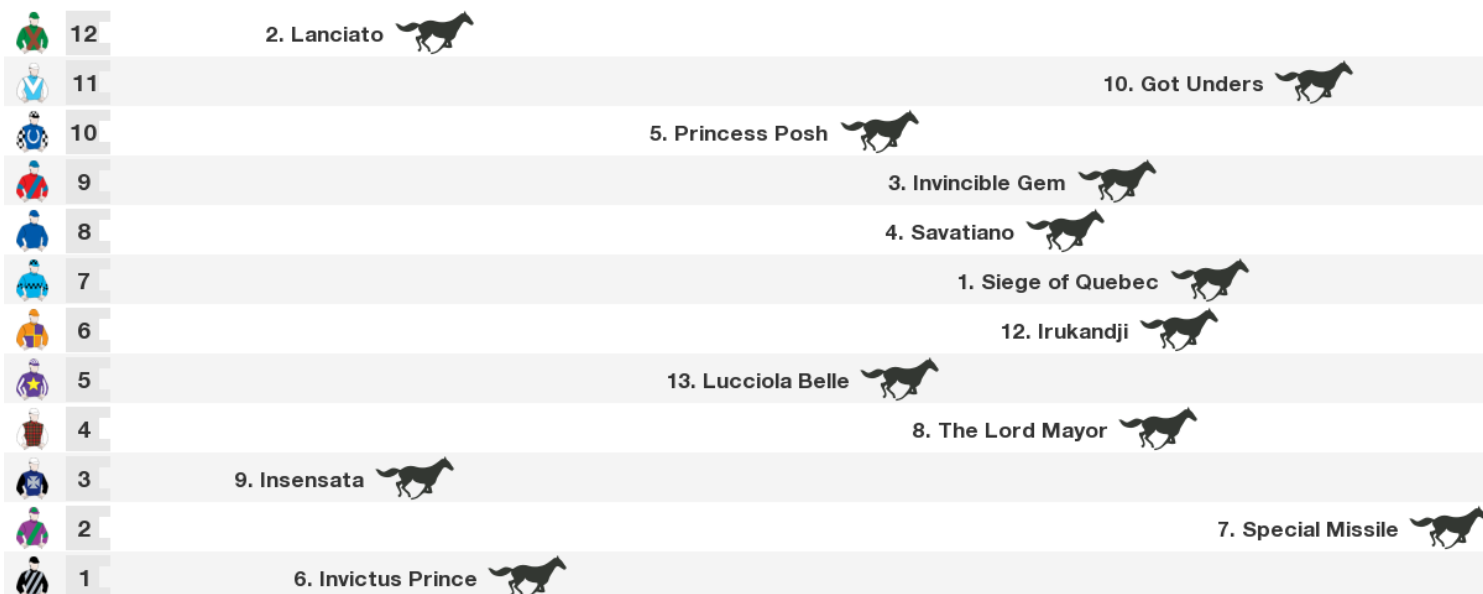 12 2. Lanciato
11 10. Got Unders
10 5. Princess Posh
9 3. Invincible Gem
8 4. Savatiano
7 1. Siege of Quebec
6 12. Irukandji
5 13. Lucciola Belle
4 8. The Lord Mayor
3 9. Insensata
2 7. Special Missile
1 6. Invictus Prince